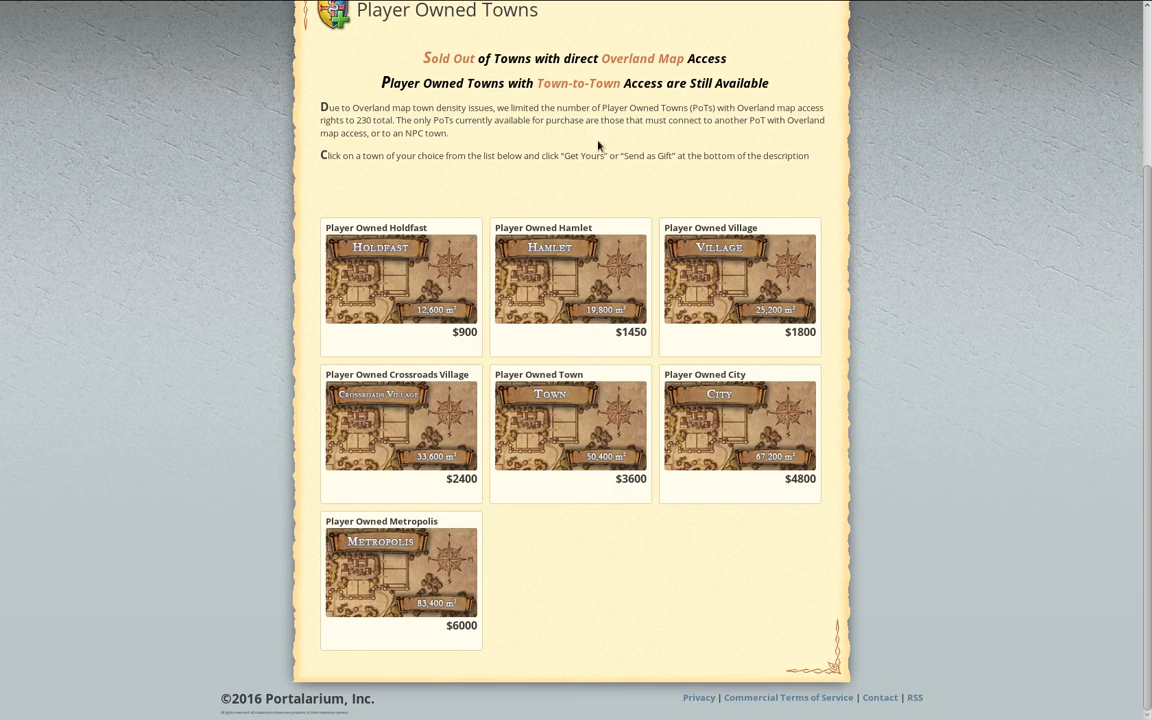 Player Owned Towns
Sold Out of Towns with direct Overland Map Access
Player Owned Towns with Town-to-Town Access are Still Available
Due to Overland map town density issues, we limited the number of Player Owned Towns (PoTs) with Overland map access
rights to 230 total. The only PoTs currently available for purchase are those that must connect to another PoT with Overland
map access, or to an NPC town.
Click on a town of your choice from the list below and click “Get Yours” or “Send as Gift” at the bottom of the description
Player Owned Holdfast
HOLDFAST
12,600 m²
$900
Player Owned Hamlet
HAMLET
19,800 m²
$1450
Player Owned Village
VILLAGE
25,200 m²
$1800
Player Owned Crossroads Village
CROSSROADS VILLAGE
33,600 m²
$2400
Player Owned Town
TOWN
50,400 m²
$3600
Player Owned City
CITY
67,200 m²
$4800
Player Owned Metropolis
METROPOLIS
83,400 m²
$6000
©2016 Portalarium, Inc.
Privacy | Commercial Terms of Service | Contact | RSS